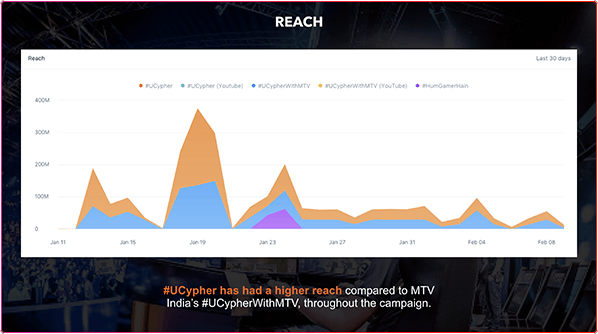 REACH
Reach Last 30 days
#UCypher #UCypher (Youtube) #UCypherWithMTV #UCypherWithMTV (YouTube) #HumGamerHain
400M
300M
200M
100M
0
Jan 11 Jan 15 Jan 19 Jan 23 Jan 27 Jan 31 Feb 04 Feb 08
#UCypher has had a higher reach compared to MTV
India's #UCypherWithMTV, throughout the campaign.